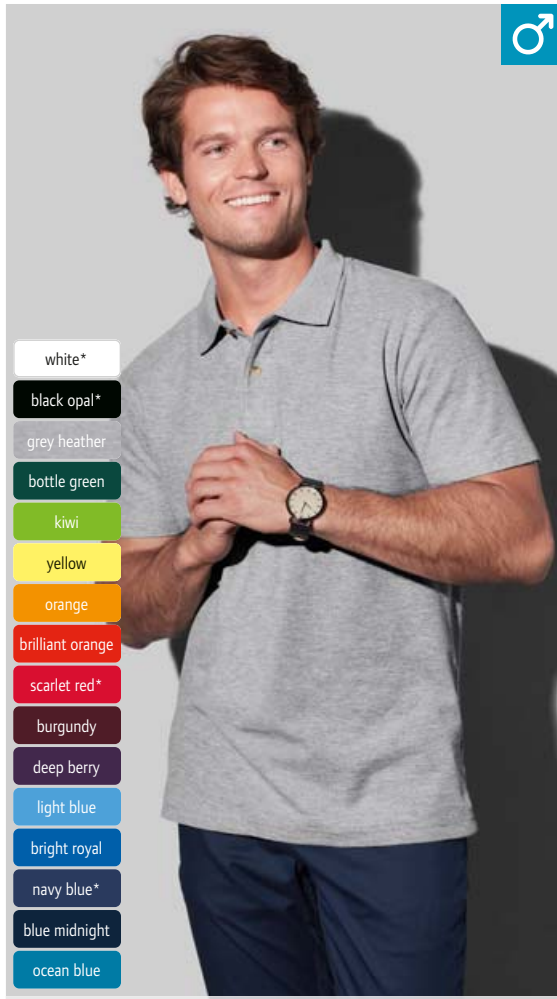 white*
black opal*
grey heather
bottle green
kiwi
yellow
orange
brilliant orange
scarlet red*
burgundy
deep berry
light blue
bright royal
navy blue*
blue midnight
ocean blue